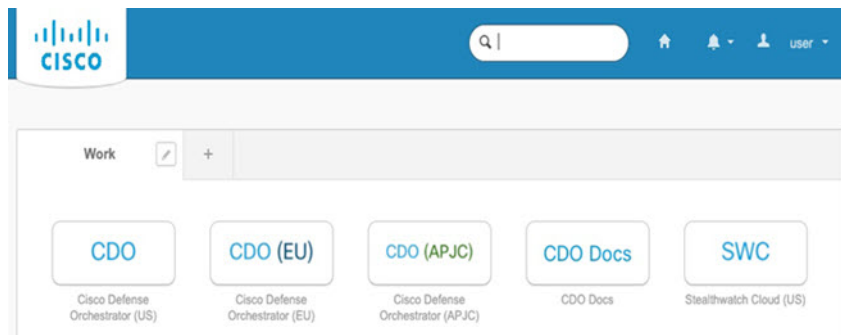 CISCO
user
Work
+
CDO
CDO (EU)
CDO (APJC)
CDO Docs
SWC
Cisco Defense
Orchestrator (US)
Cisco Defense
Orchestrator (EU)
Cisco Defense
Orchestrator (APJC)
CDO Docs
Stealthwatch Cloud (US)